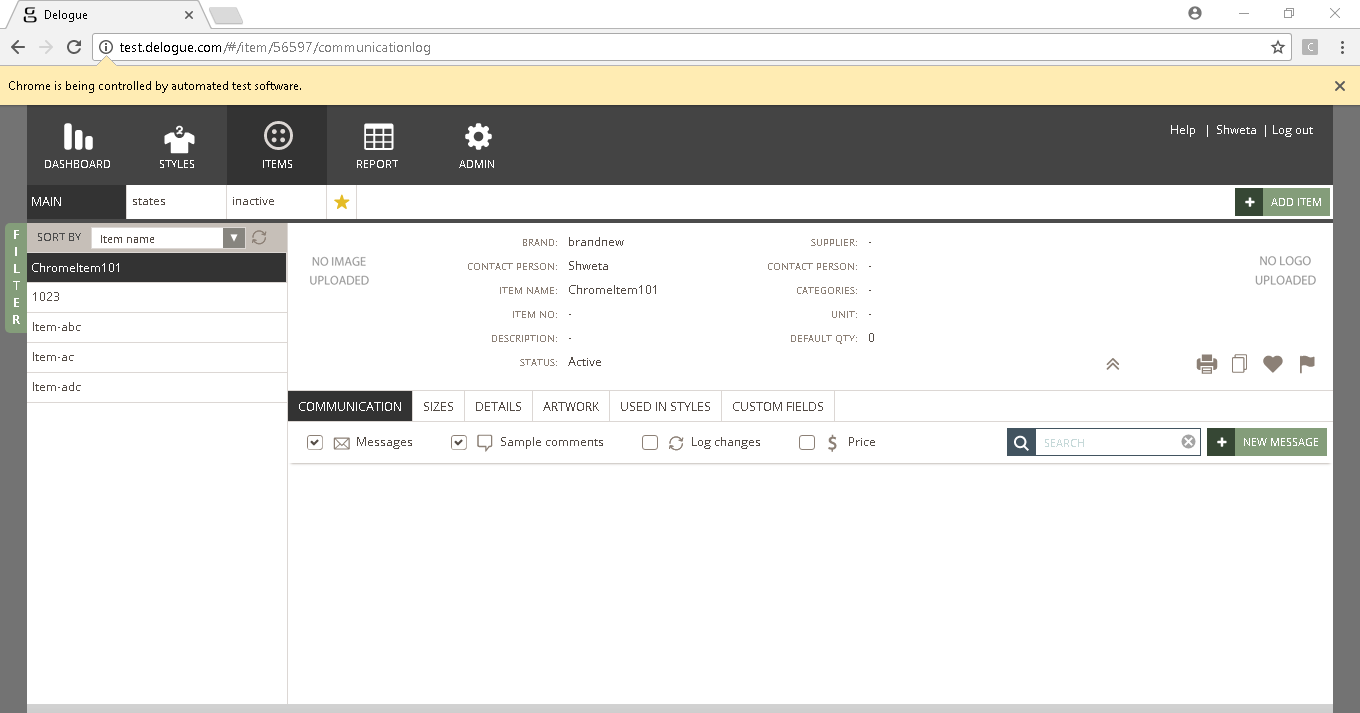 Delogue
test.delogue.com/#/item/56597/communicationlog
C
Chrome is being controlled by automated test software.
DASHBOARD
2
STYLES
ITEMS
REPORT
ADMIN
Help | Shweta | Log out
MAIN
states
inactive
+ ADD ITEM
FILTER
SORT BY
Item name
ChromeItem101
1023
Item-abc
Item-ac
Item-adc
NO IMAGE
UPLOADED
BRAND: brandnew
CONTACT PERSON: Shweta
ITEM NAME: ChromeItem101
ITEM NO: -
DESCRIPTION: -
STATUS: Active
SUPPLIER: -
CONTACT PERSON: -
CATEGORIES: -
UNIT: -
DEFAULT QTY: 0
NO LOGO
UPLOADED
COMMUNICATION SIZES DETAILS ARTWORK USED IN STYLES CUSTOM FIELDS
Messages Sample comments Log changes $ Price SEARCH + NEW MESSAGE